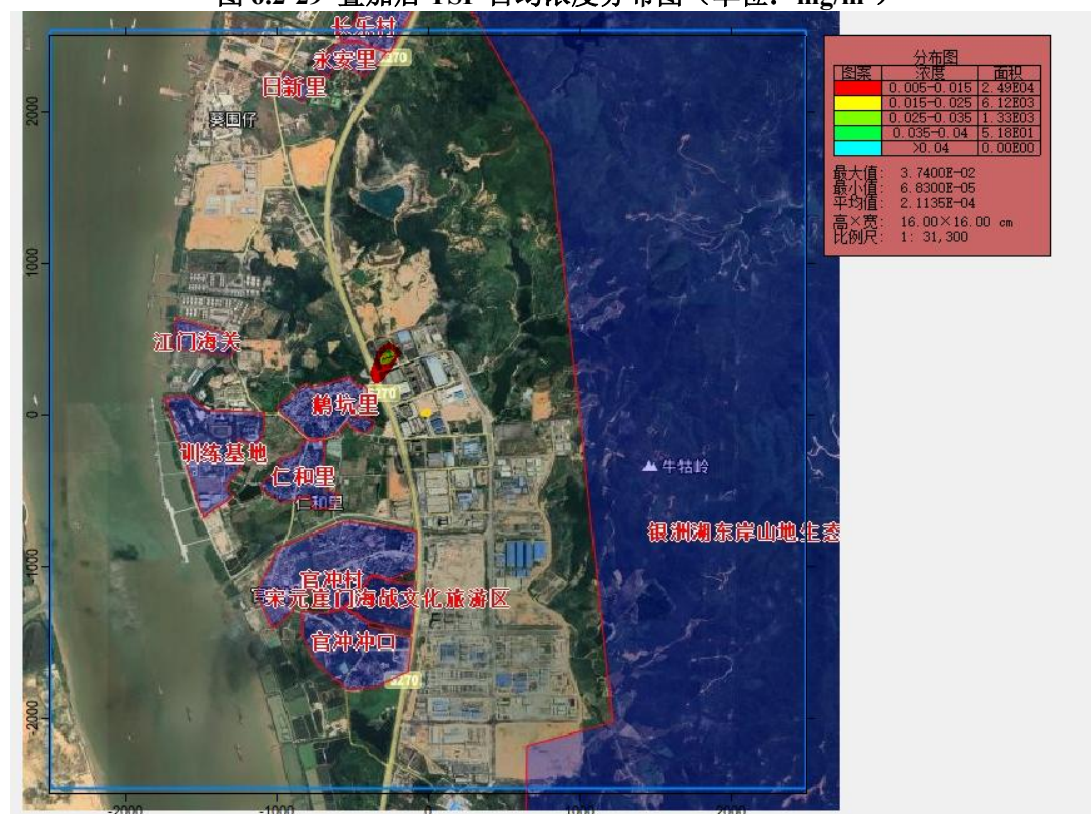 图 6.2-29 叠加后 TSP 日均浓度分布图（单位：mg/m³）
长乐村
永安里
S270
日新里
葵国仔
江门海关
鹅坑里
S270
训练基地
仁和里
仁和里
牛牯岭
银洲湖东岸山地生态
官冲村
宋元崖门海战文化旅游区
官冲冲口
S270
2000
1000
0
-1000
-2000
-2000 -1000 0 1000 2000
分布图
图案 浓度 面积
0.005-0.015 2.49E04
0.015-0.025 6.12E03
0.025-0.035 1.33E03
0.035-0.04 5.18E01
>0.04 0.00E00
最大值: 3.7400E-02
最小值: 6.8300E-05
平均值: 2.1135E-04
高×宽: 16.00×16.00 cm
比例尺: 1: 31,300